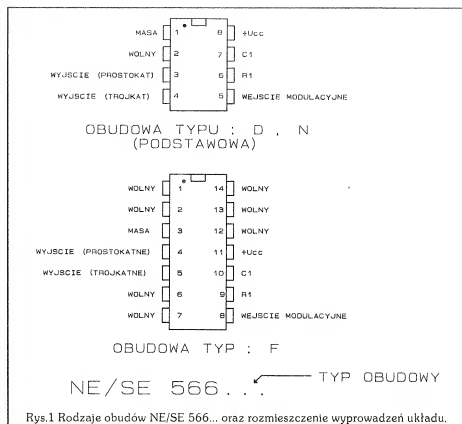 MASA 1 8 +Ucc
WOLNY 2 7 C1
WYJSCIE (PROSTOKAT) 3 6 R1
WYJSCIE (TROJKAT) 4 5 WEJSCIE MODULACYJNE
OBUDOWA TYPU : D , N
(PODSTAWOWA)
WOLNY 1 14 WOLNY
WOLNY 2 13 WOLNY
MASA 3 12 WOLNY
WYJSCIE (PROSTOKATNE) 4 11 +Ucc
WYJSCIE (TROJKATNE) 5 10 C1
WOLNY 6 9 R1
WOLNY 7 8 WEJSCIE MODULACYJNE
OBUDOWA TYP : F
NE/SE 566... TYP OBUDOWY
Rys.1 Rodzaje obudów NE/SE 566... oraz rozmieszczenie wyprowadzeń układu.